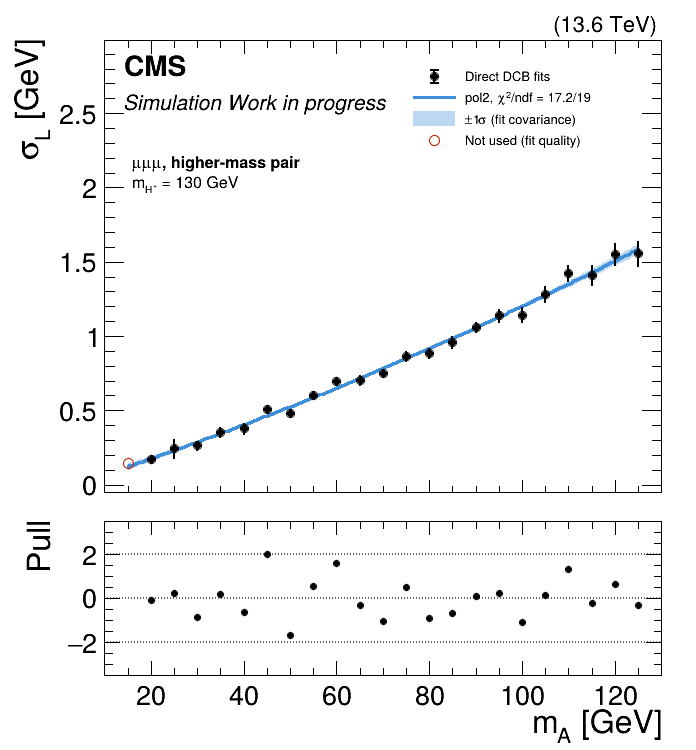 (13.6 TeV)
CMS
Simulation Work in progress
μμμ, higher-mass pair
m_H⁻ = 130 GeV
Direct DCB fits
pol2, χ²/ndf = 17.2/19
±1σ (fit covariance)
Not used (fit quality)
σ_L [GeV]
2.5
2
1.5
1
0.5
0
Pull
2
0
−2
20 40 60 80 100 120
m_A [GeV]